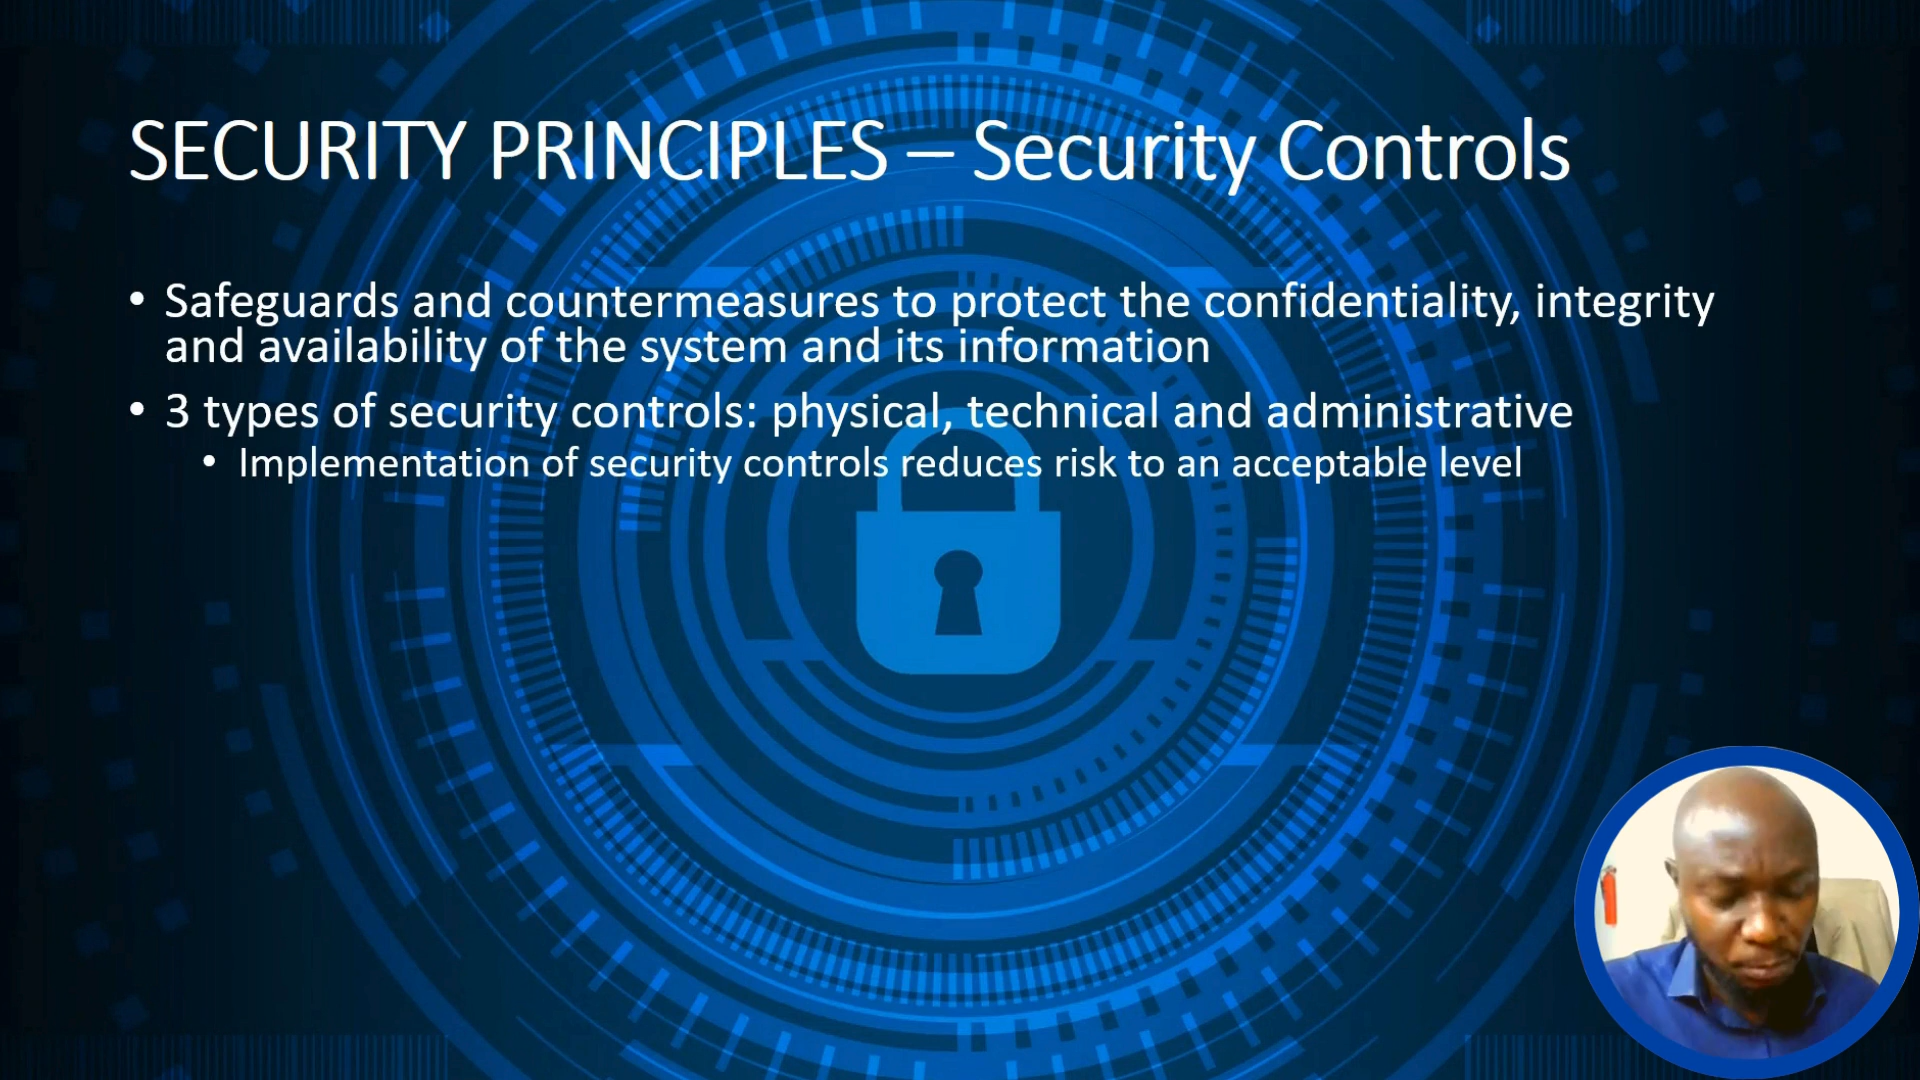 SECURITY PRINCIPLES – Security Controls
• Safeguards and countermeasures to protect the confidentiality, integrity
and availability of the system and its information
• 3 types of security controls: physical, technical and administrative
• Implementation of security controls reduces risk to an acceptable level